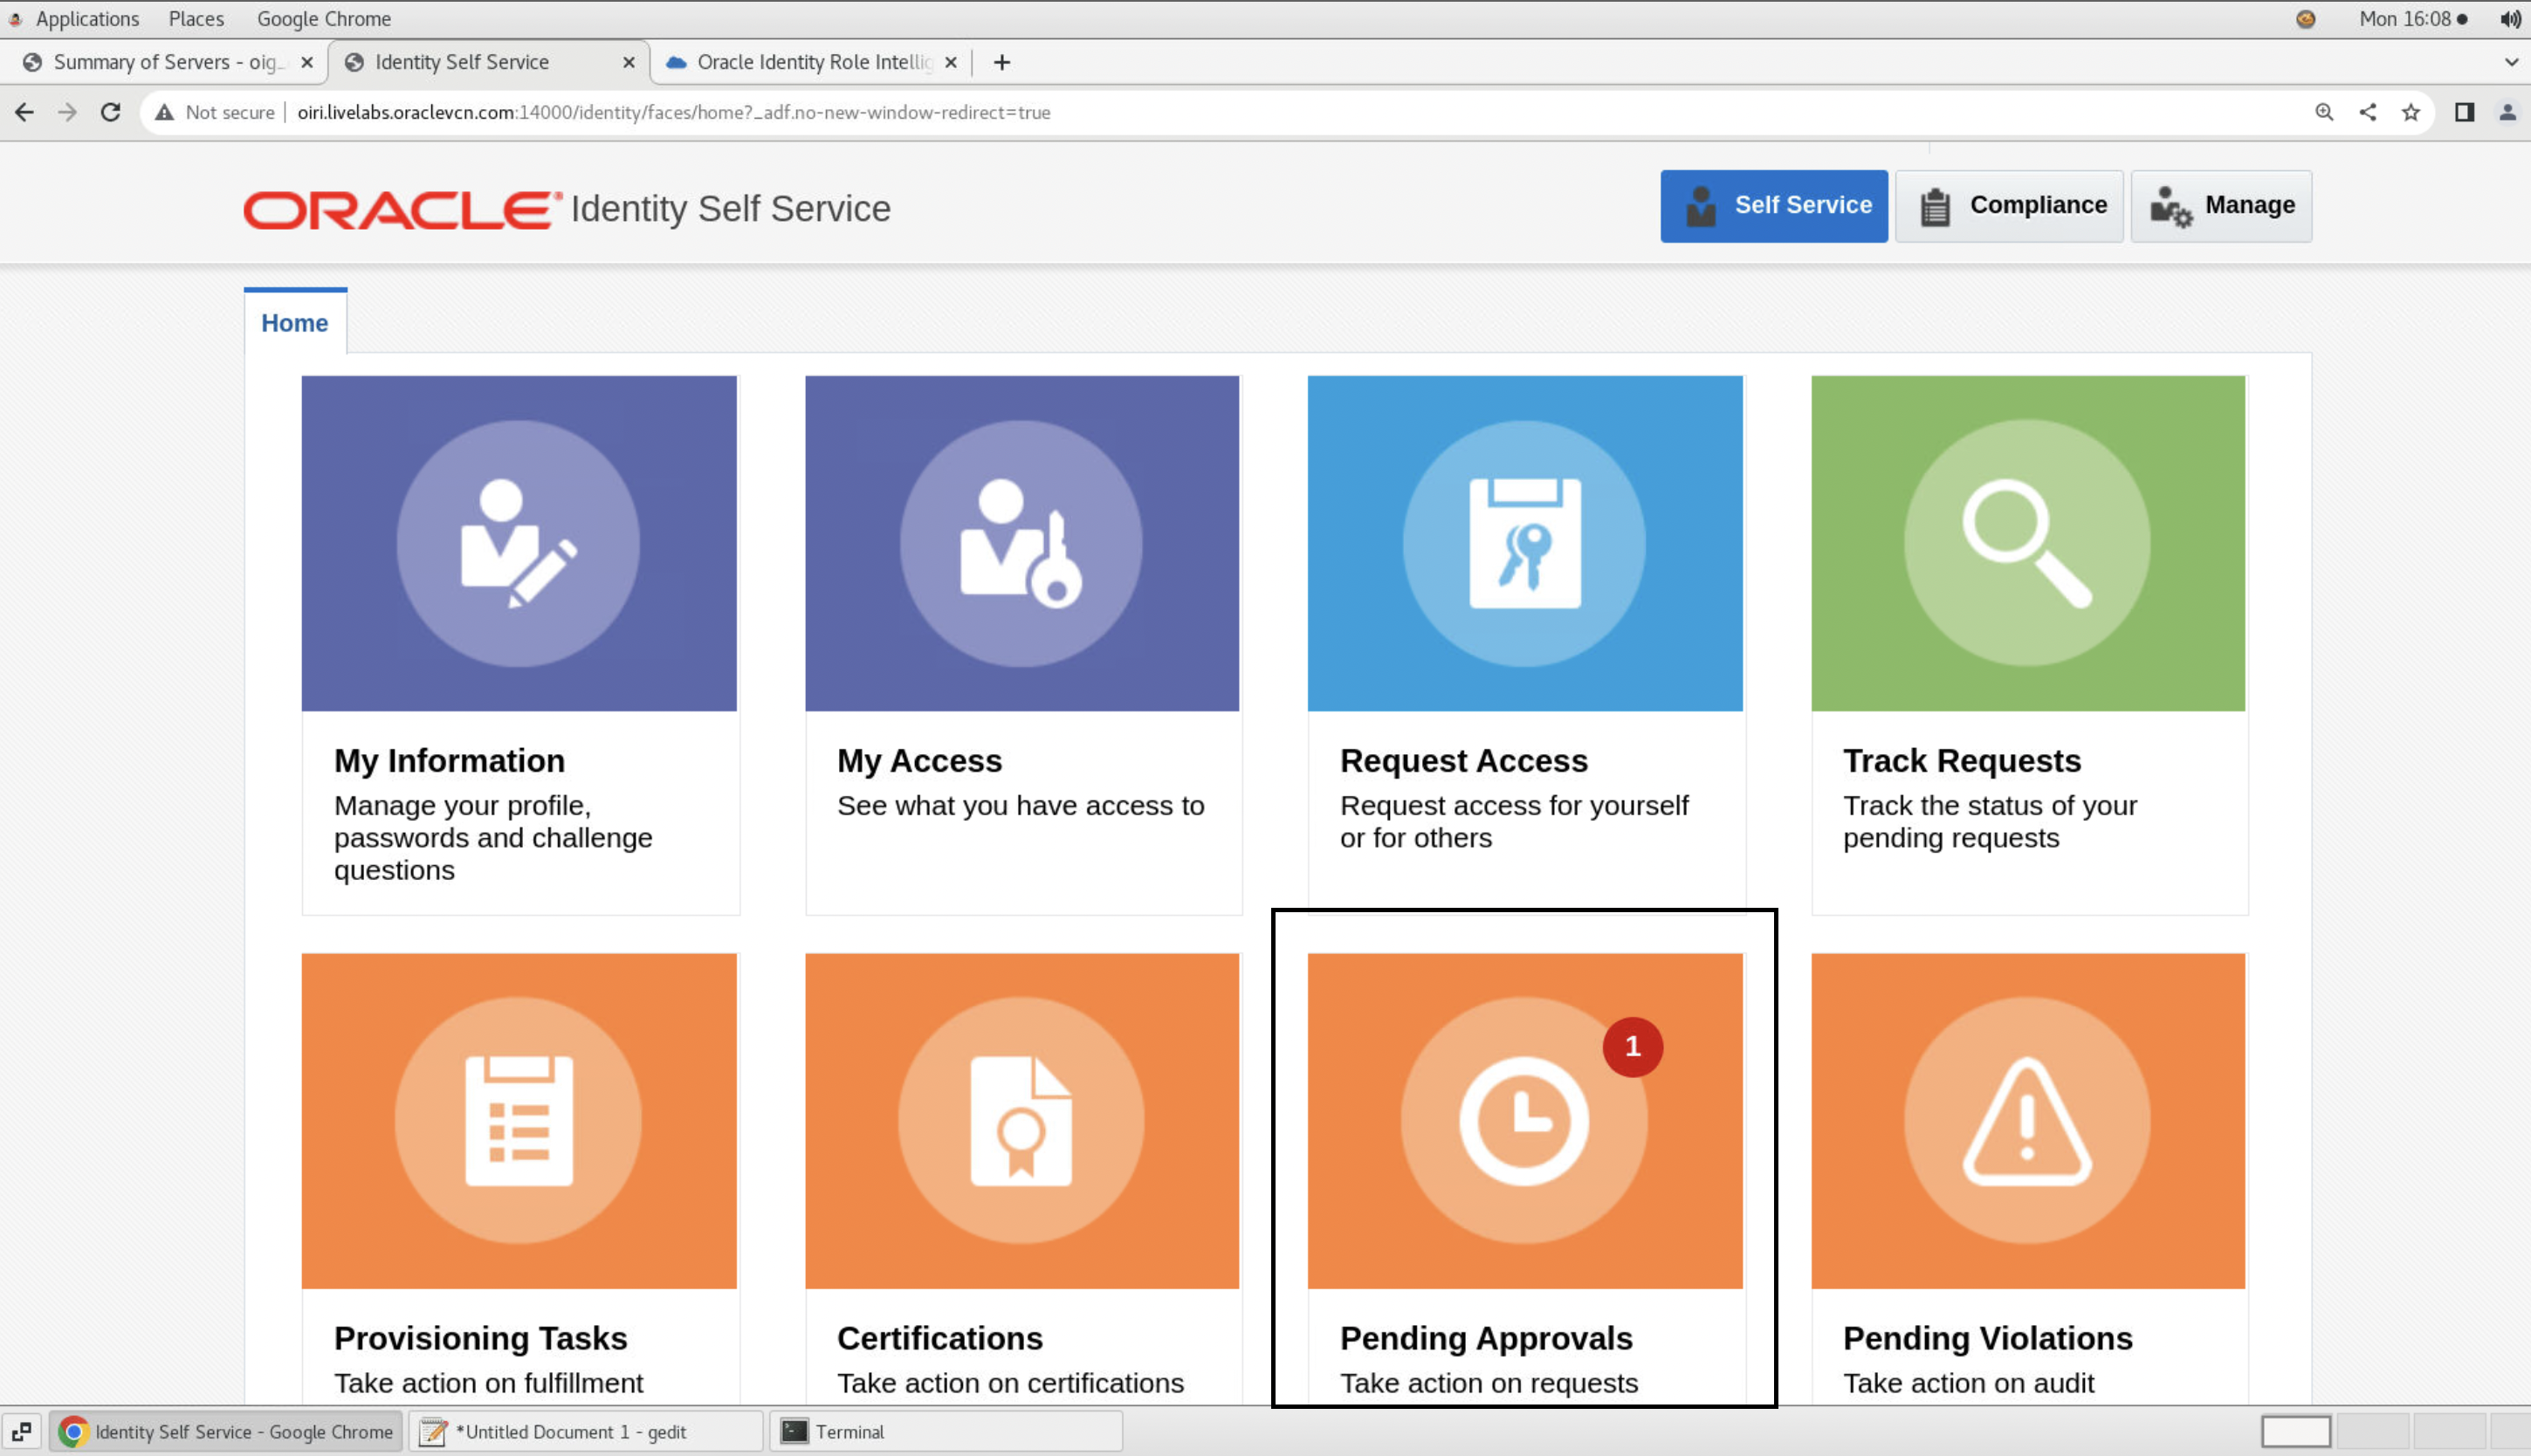 Applications Places Google Chrome Mon 16:08
Summary of Servers - oig_ Identity Self Service Oracle Identity Role Intellig
Not secure oiri.livelabs.oraclevcn.com:14000/identity/faces/home?_adf.no-new-window-redirect=true
ORACLE Identity Self Service Self Service Compliance Manage
Home
My Information
Manage your profile,
passwords and challenge
questions
My Access
See what you have access to
Request Access
Request access for yourself
or for others
Track Requests
Track the status of your
pending requests
Provisioning Tasks
Take action on fulfillment
Certifications
Take action on certifications
1
Pending Approvals
Take action on requests
Pending Violations
Take action on audit
Identity Self Service - Google Chrome *Untitled Document 1 - gedit Terminal